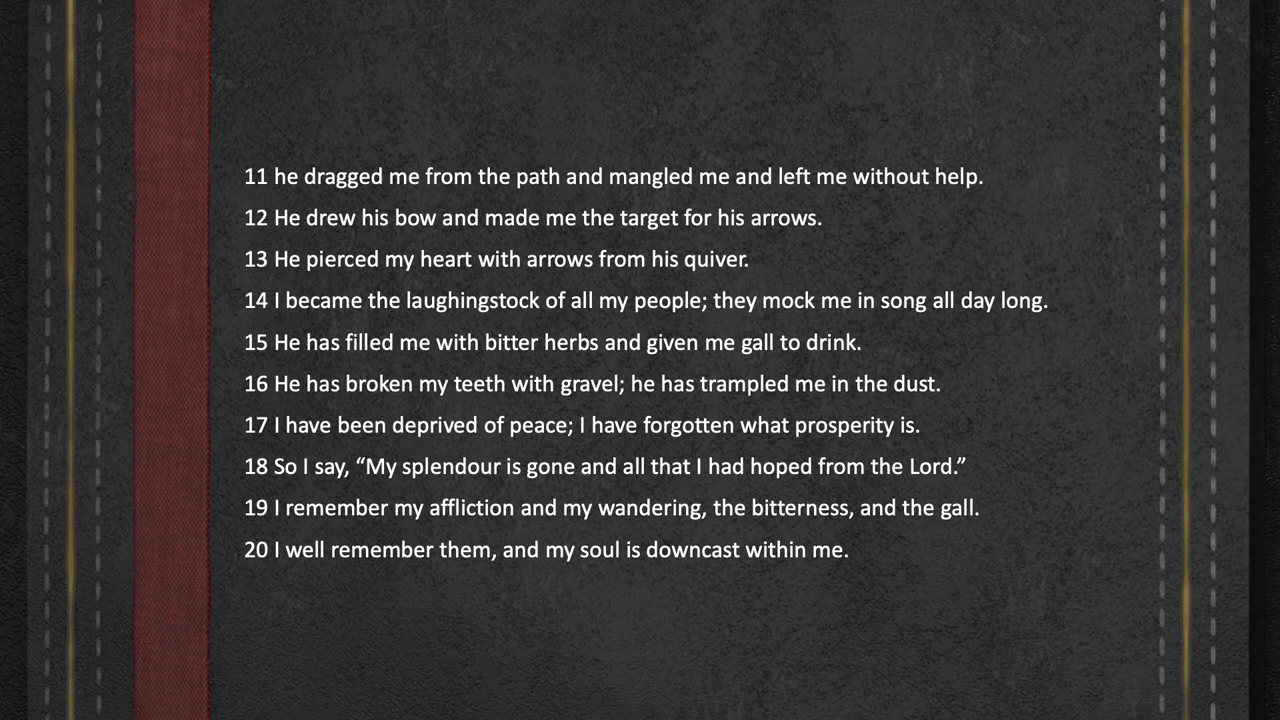 11 he dragged me from the path and mangled me and left me without help.
12 He drew his bow and made me the target for his arrows.
13 He pierced my heart with arrows from his quiver.
14 I became the laughingstock of all my people; they mock me in song all day long.
15 He has filled me with bitter herbs and given me gall to drink.
16 He has broken my teeth with gravel; he has trampled me in the dust.
17 I have been deprived of peace; I have forgotten what prosperity is.
18 So I say, “My splendour is gone and all that I had hoped from the Lord.”
19 I remember my affliction and my wandering, the bitterness, and the gall.
20 I well remember them, and my soul is downcast within me.